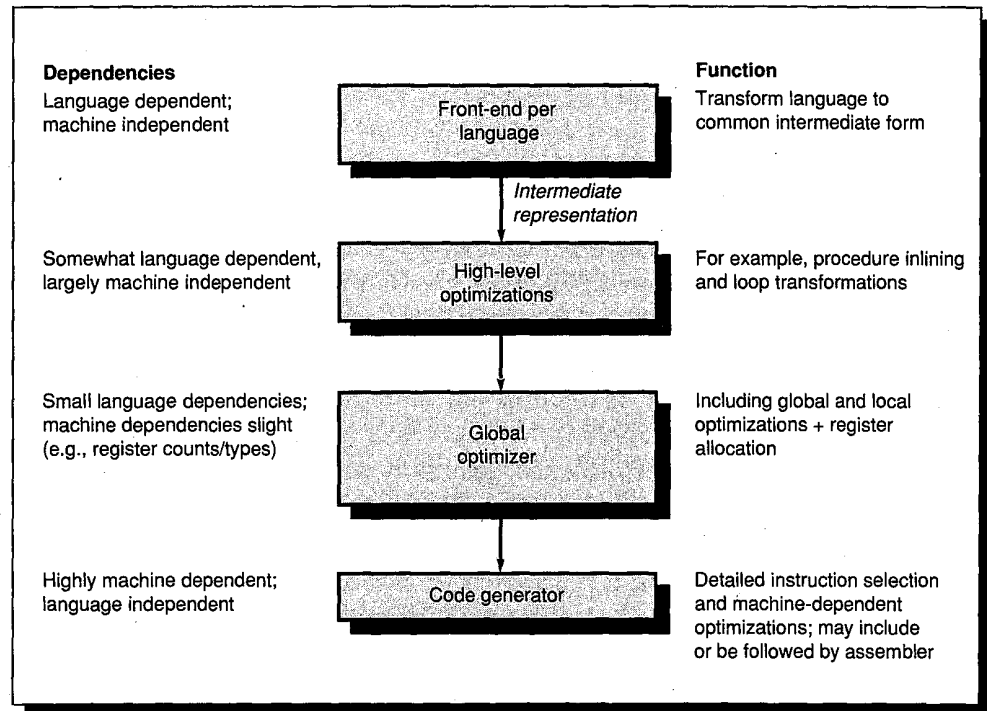 Dependencies
Language dependent;
machine independent
Front-end per
language
Function
Transform language to
common intermediate form
Intermediate
representation
Somewhat language dependent,
largely machine independent
High-level
optimizations
For example, procedure inlining
and loop transformations
Small language dependencies;
machine dependencies slight
(e.g., register counts/types)
Global
optimizer
Including global and local
optimizations + register
allocation
Highly machine dependent;
language independent
Code generator
Detailed instruction selection
and machine-dependent
optimizations; may include
or be followed by assembler